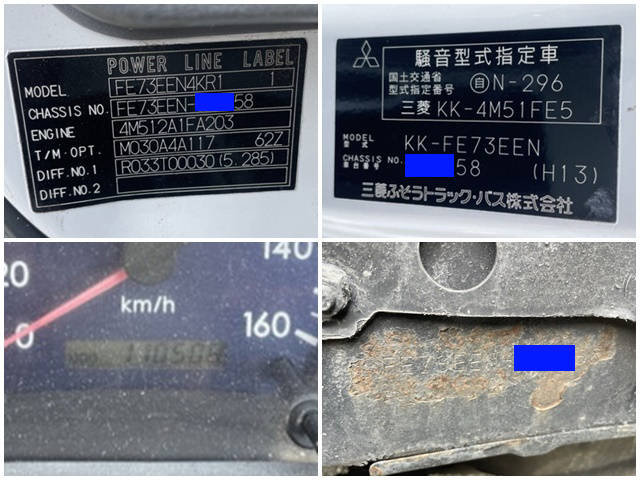 POWER LINE LABEL
MODEL FE73EEN4KR1 1
CHASSIS NO. FE73EEN- 58
ENGINE 4M512A1FA203
T/M·OPT. M030A4A117 62Z
DIFF.NO.1 R033T00030(5.285)
DIFF.NO.2
騒音型式指定車
国土交通省
型式指定番号 自N-296
三菱 KK-4M51FE5
MODEL
型式 KK-FE73EEN
CHASSIS NO.
車台番号 58 (H13)
三菱ふそうトラック・バス株式会社
20
140
km/h
0
160